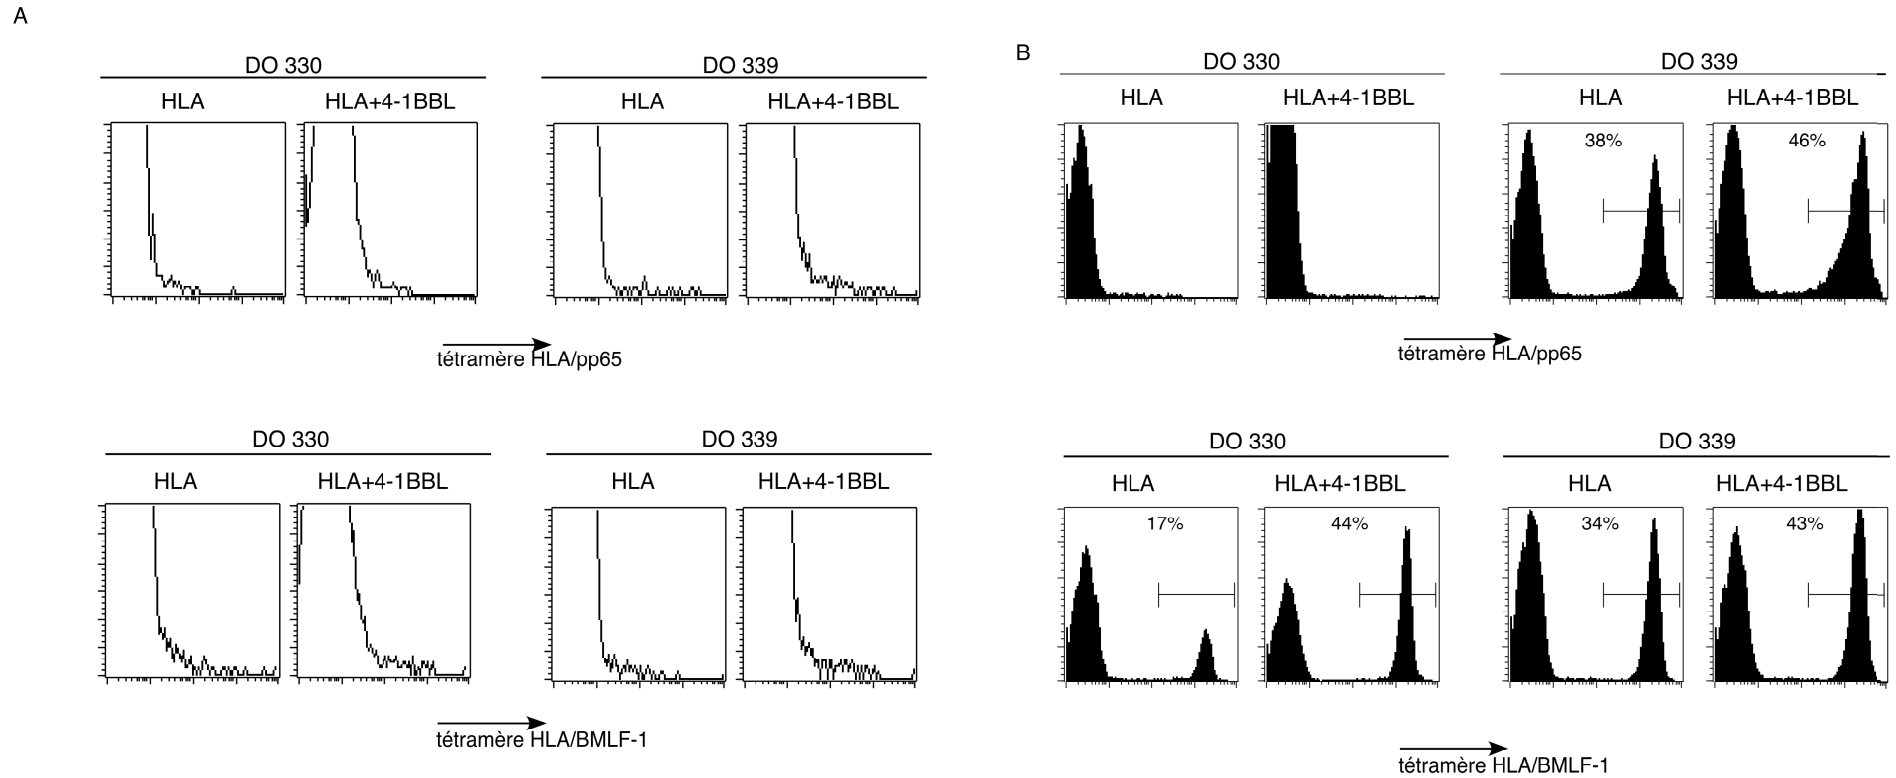 A
DO 330
DO 339
HLA
HLA+4-1BBL
HLA
HLA+4-1BBL
tétramère HLA/pp65
DO 330
DO 339
HLA
HLA+4-1BBL
HLA
HLA+4-1BBL
tétramère HLA/BMLF-1
B
DO 330
DO 339
HLA
HLA+4-1BBL
HLA
HLA+4-1BBL
38%
46%
tétramère HLA/pp65
DO 330
DO 339
HLA
HLA+4-1BBL
HLA
HLA+4-1BBL
17%
44%
34%
43%
tétramère HLA/BMLF-1